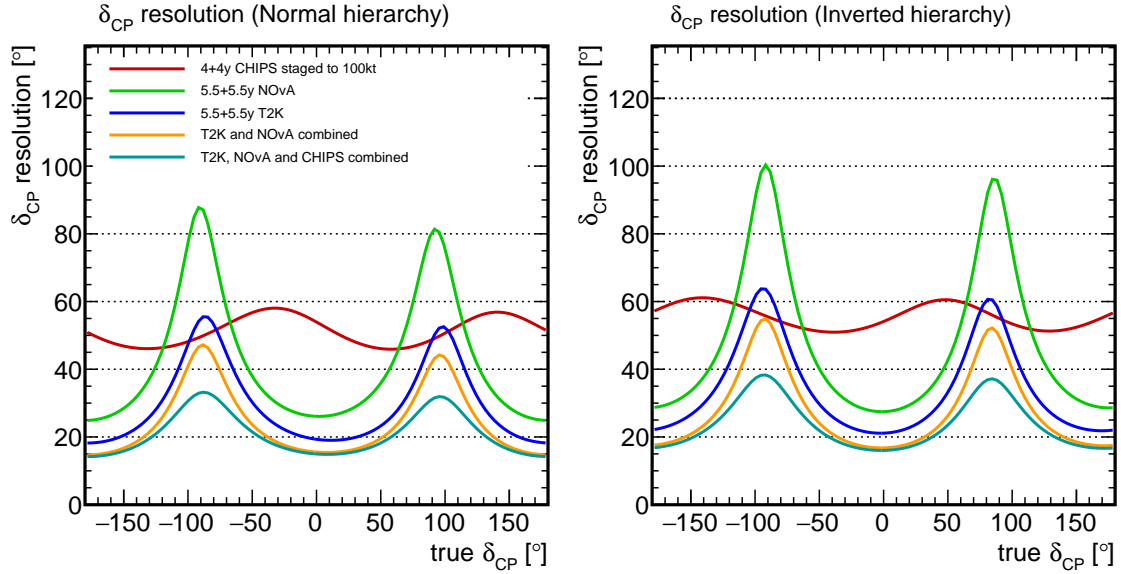 δCP resolution (Normal hierarchy)
δCP resolution [°]
0
20
40
60
80
100
120
4+4y CHIPS staged to 100kt
5.5+5.5y NOvA
5.5+5.5y T2K
T2K and NOvA combined
T2K, NOvA and CHIPS combined
−150 −100 −50 0 50 100 150
true δCP [°]
δCP resolution (Inverted hierarchy)
δCP resolution [°]
0
20
40
60
80
100
120
−150 −100 −50 0 50 100 150
true δCP [°]